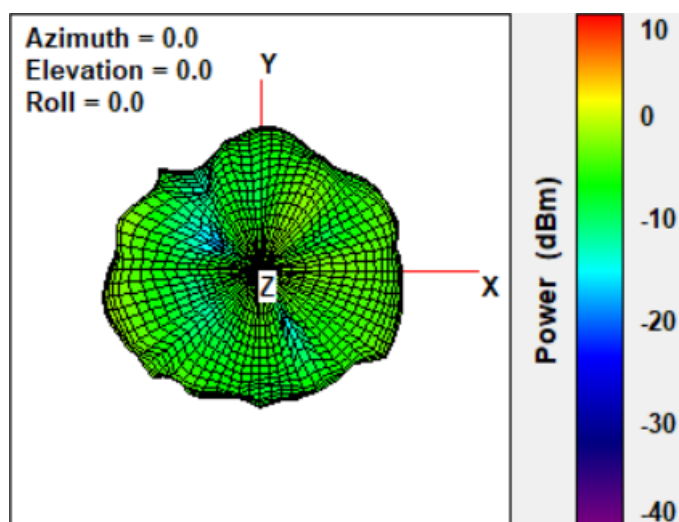 Azimuth = 0.0
Elevation = 0.0
Roll = 0.0
Y
X
Z
Power (dBm)
10
0
-10
-20
-30
-40